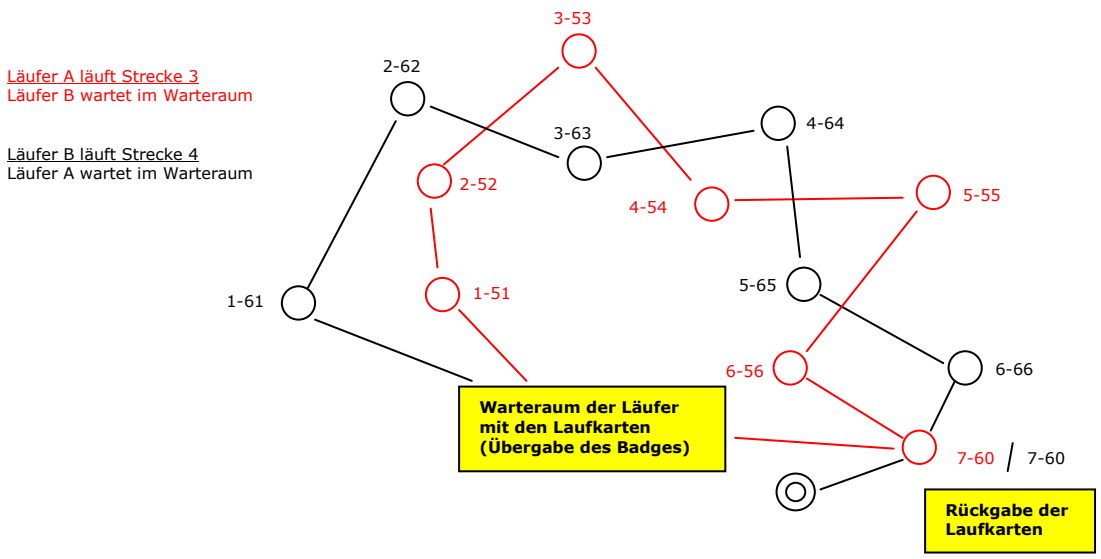 3-53
2-62
Läufer A läuft Strecke 3
Läufer B wartet im Warteraum
4-64
3-63
Läufer B läuft Strecke 4
Läufer A wartet im Warteraum
2-52
4-54
5-55
1-61
1-51
5-65
6-56
6-66
Warteraum der Läufer
mit den Laufkarten
(Übergabe des Badges)
7-60 / 7-60
Rückgabe der
Laufkarten